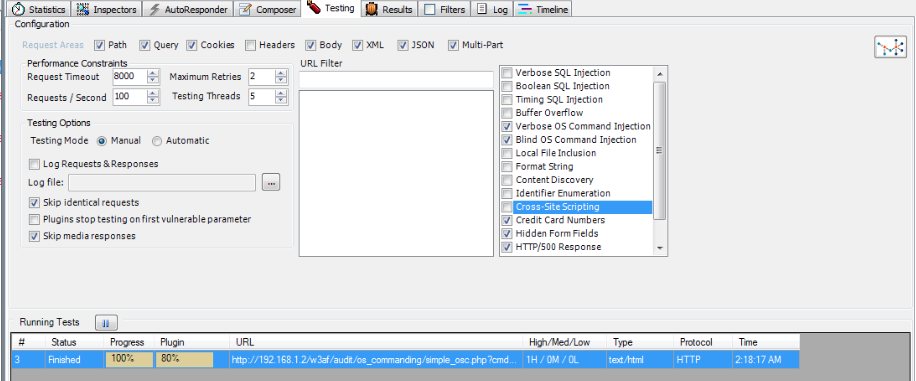 Statistics Inspectors AutoResponder Composer Testing Results Filters Log Timeline
Configuration
Request Areas Path Query Cookies Headers Body XML JSON Multi-Part
Performance Constraints
Request Timeout 8000 Maximum Retries 2
Requests / Second 100 Testing Threads 5
Testing Options
Testing Mode Manual Automatic
Log Requests & Responses
Log file: ...
Skip identical requests
Plugins stop testing on first vulnerable parameter
Skip media responses
URL Filter
Verbose SQL Injection
Boolean SQL Injection
Timing SQL Injection
Buffer Overflow
Verbose OS Command Injection
Blind OS Command Injection
Local File Inclusion
Format String
Content Discovery
Identifier Enumeration
Cross-Site Scripting
Credit Card Numbers
Hidden Form Fields
HTTP/500 Response
Running Tests
# Status Progress Plugin URL High/Med/Low Type Protocol Time
3 Finished 100% 80% http://192.168.1.2/w3af/audit/os_commanding/simple_osc.php?cmd... 1H / 0M / 0L text/html HTTP 2:18:17 AM